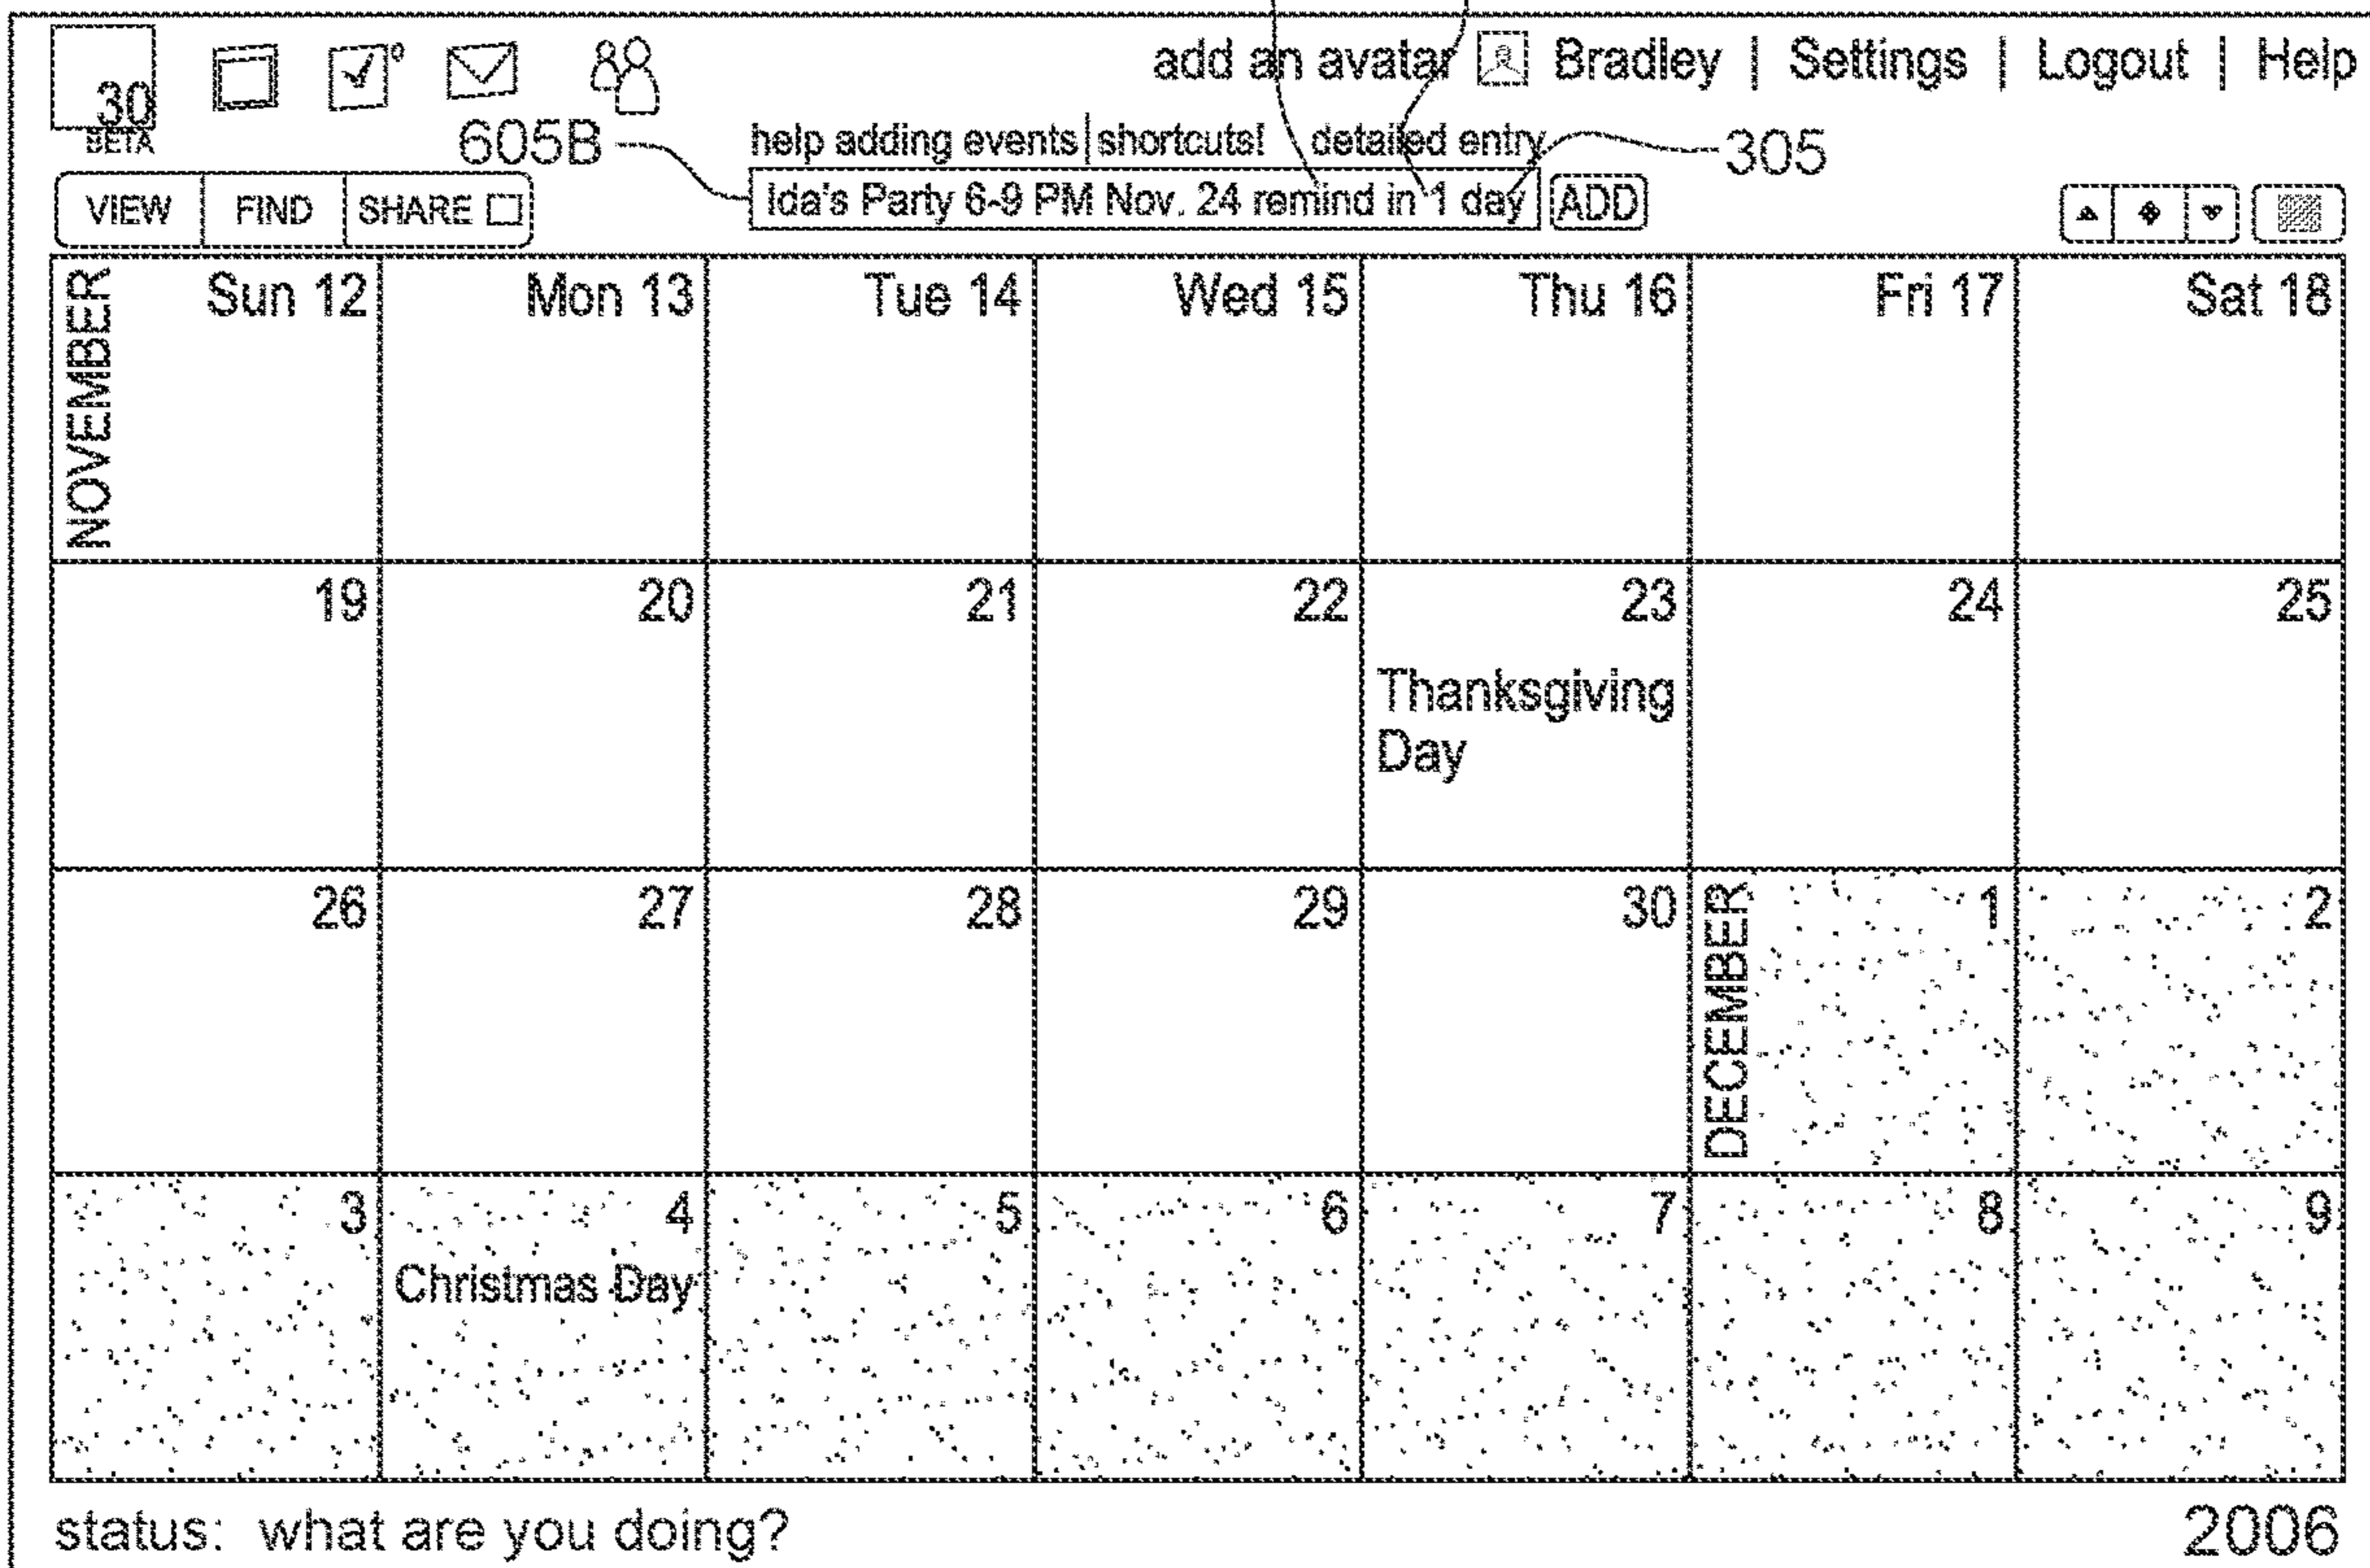 add an avatar Bradley | Settings | Logout | Help
30
BETA
605B
help adding events | shortcuts! detailed entry
305
VIEW FIND SHARE
Ida's Party 6-9 PM Nov. 24 remind in 1 day ADD
NOVEMBER
Sun 12 Mon 13 Tue 14 Wed 15 Thu 16 Fri 17 Sat 18
19 20 21 22 23 24 25
Thanksgiving
Day
26 27 28 29 30 1 2
DECEMBER
3 4 5 6 7 8 9
Christmas Day
status: what are you doing? 2006